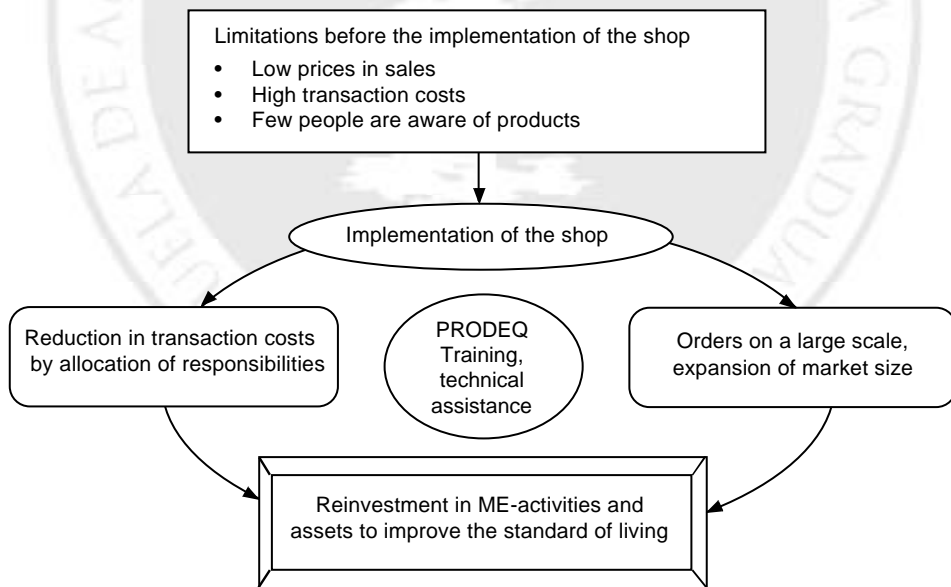 Limitations before the implementation of the shop
• Low prices in sales
• High transaction costs
• Few people are aware of products
Implementation of the shop
Reduction in transaction costs
by allocation of responsibilities
PRODEQ
Training,
technical
assistance
Orders on a large scale,
expansion of market size
Reinvestment in ME-activities and
assets to improve the standard of living